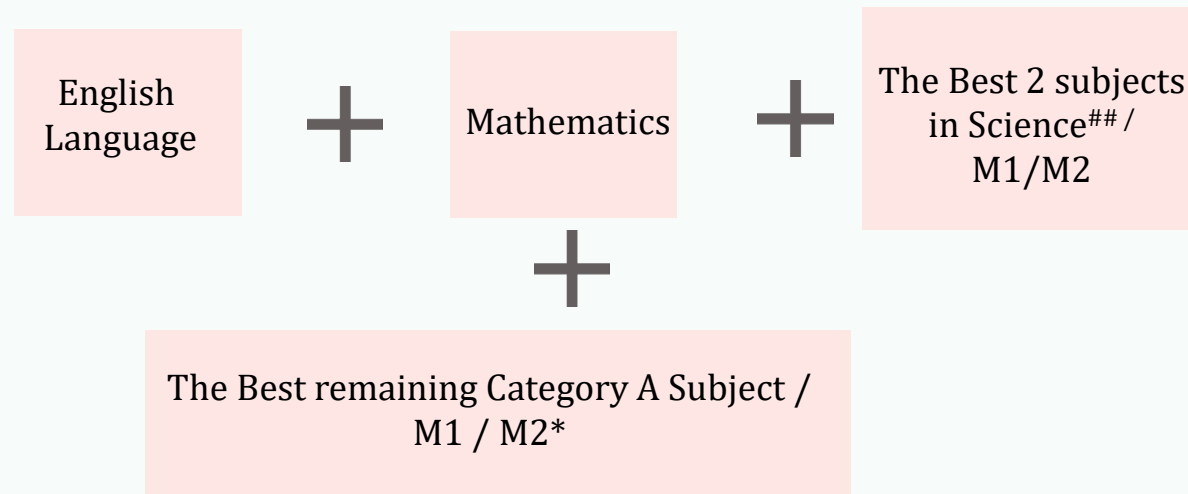 English
Language
Mathematics
The Best 2 subjects
in Science## /
M1/M2
The Best remaining Category A Subject /
M1 / M2*